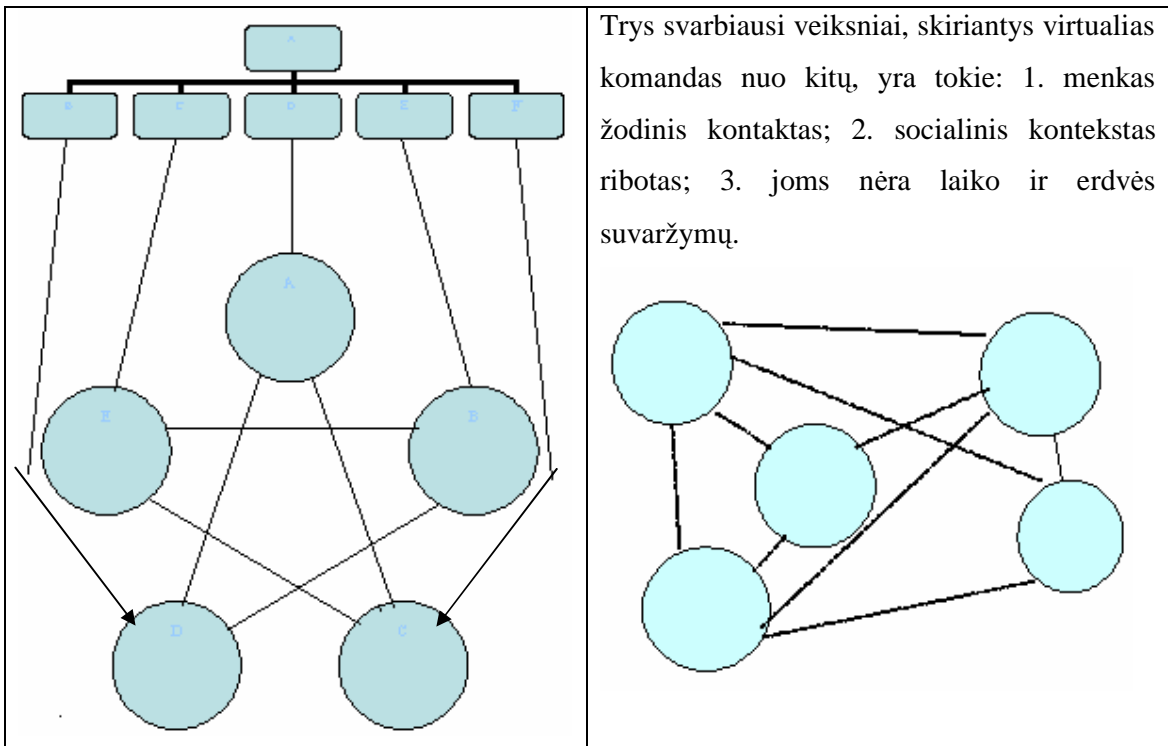 A
B C D E F
A
E B
D C
Trys svarbiausi veiksniai, skiriantys virtualias
komandas nuo kitų, yra tokie: 1. menkas
žodinis kontaktas; 2. socialinis kontekstas
ribotas; 3. joms nėra laiko ir erdvės
suvaržymų.